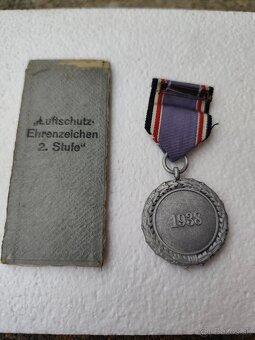 „Luftschutz-
Ehrenzeichen
2. Stufe"
1938